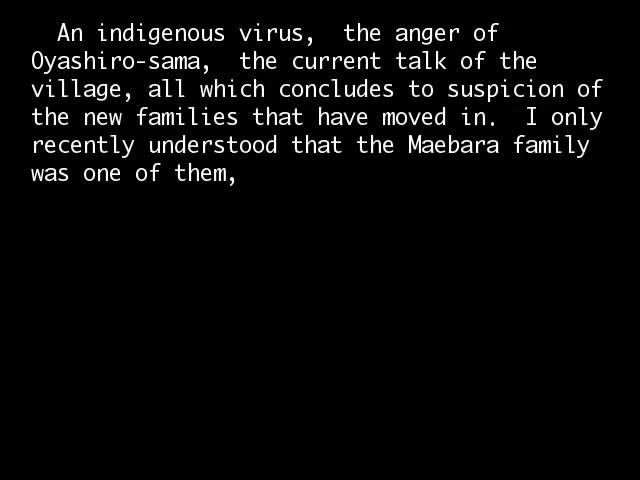 An indigenous virus,  the anger of
Oyashiro-sama,  the current talk of the
village, all which concludes to suspicion of
the new families that have moved in.  I only
recently understood that the Maebara family
was one of them,